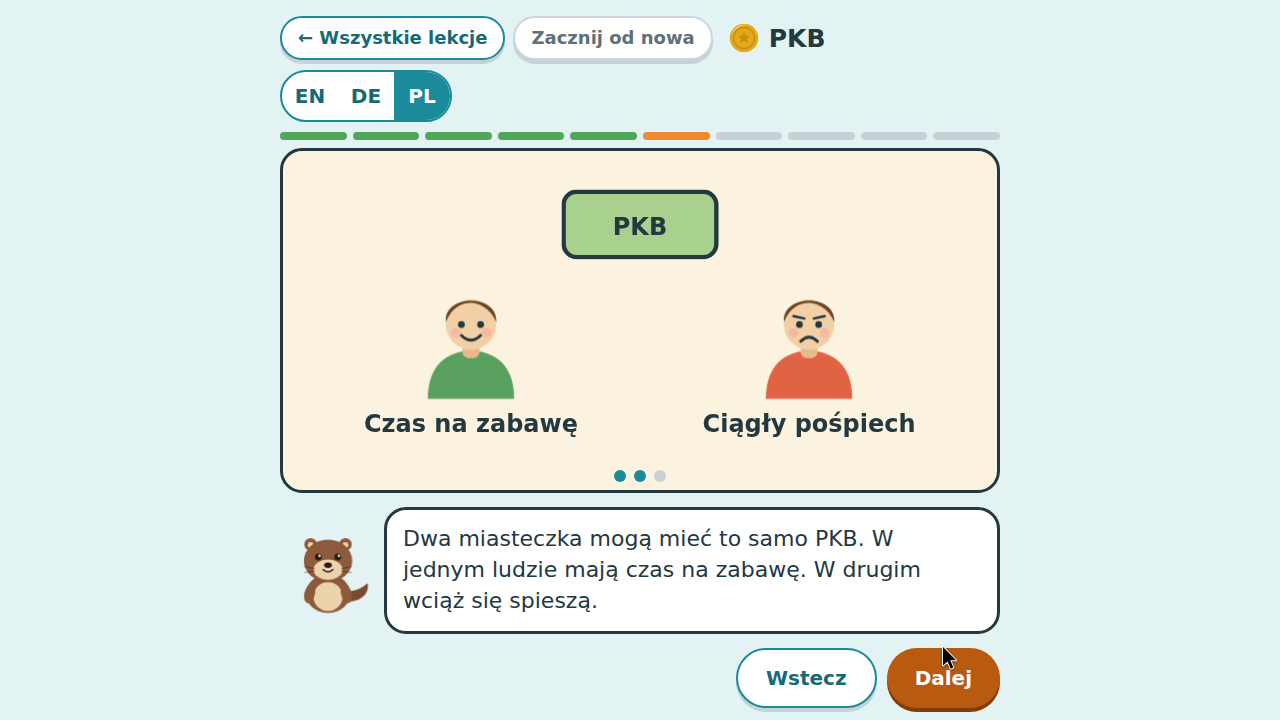 ← Wszystkie lekcje
Zacznij od nowa
PKB
EN DE PL
PKB
Czas na zabawę
Ciągły pośpiech
Dwa miasteczka mogą mieć to samo PKB. W
jednym ludzie mają czas na zabawę. W drugim
wciąż się spieszą.
Wstecz
Dalej